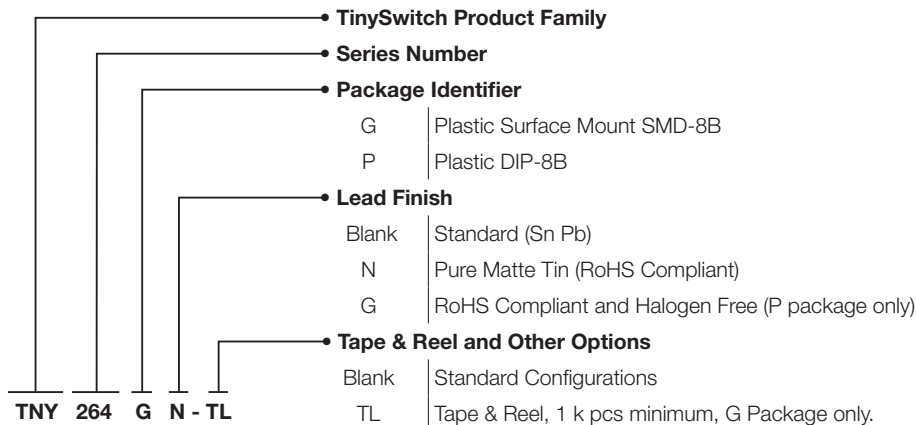 TinySwitch Product Family
Series Number
Package Identifier
G Plastic Surface Mount SMD-8B
P Plastic DIP-8B
Lead Finish
Blank Standard (Sn Pb)
N Pure Matte Tin (RoHS Compliant)
G RoHS Compliant and Halogen Free (P package only)
Tape & Reel and Other Options
Blank Standard Configurations
TNY 264 G N - TL TL Tape & Reel, 1 k pcs minimum, G Package only.